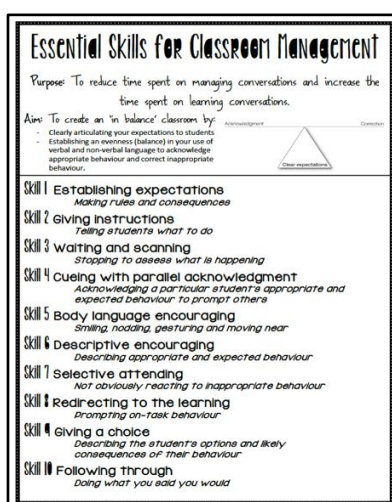 Essential Skills for Classroom Management
Purpose: To reduce time spent on managing conversations and increase the
time spent on learning conversations.
Aim: To create an 'in balance' classroom by:
- Clearly articulating your expectations to students
- Establishing an evenness (balance) in your use of
verbal and non-verbal language to acknowledge
appropriate behaviour and correct inappropriate
behaviour.
Acknowledgment
Correction
Clear expectations
Skill 1 Establishing expectations
Making rules and consequences
Skill 2 Giving instructions
Telling students what to do
Skill 3 Waiting and scanning
Stopping to assess what is happening
Skill 4 Cueing with parallel acknowledgment
Acknowledging a particular student's appropriate and
expected behaviour to prompt others
Skill 5 Body language encouraging
Smiling, nodding, gesturing and moving near
Skill 6 Descriptive encouraging
Describing appropriate and expected behaviour
Skill 7 Selective attending
Not obviously reacting to inappropriate behaviour
Skill 8 Redirecting to the learning
Prompting on-task behaviour
Skill 9 Giving a choice
Describing the student's options and likely
consequences of their behaviour
Skill 10 Following through
Doing what you said you would